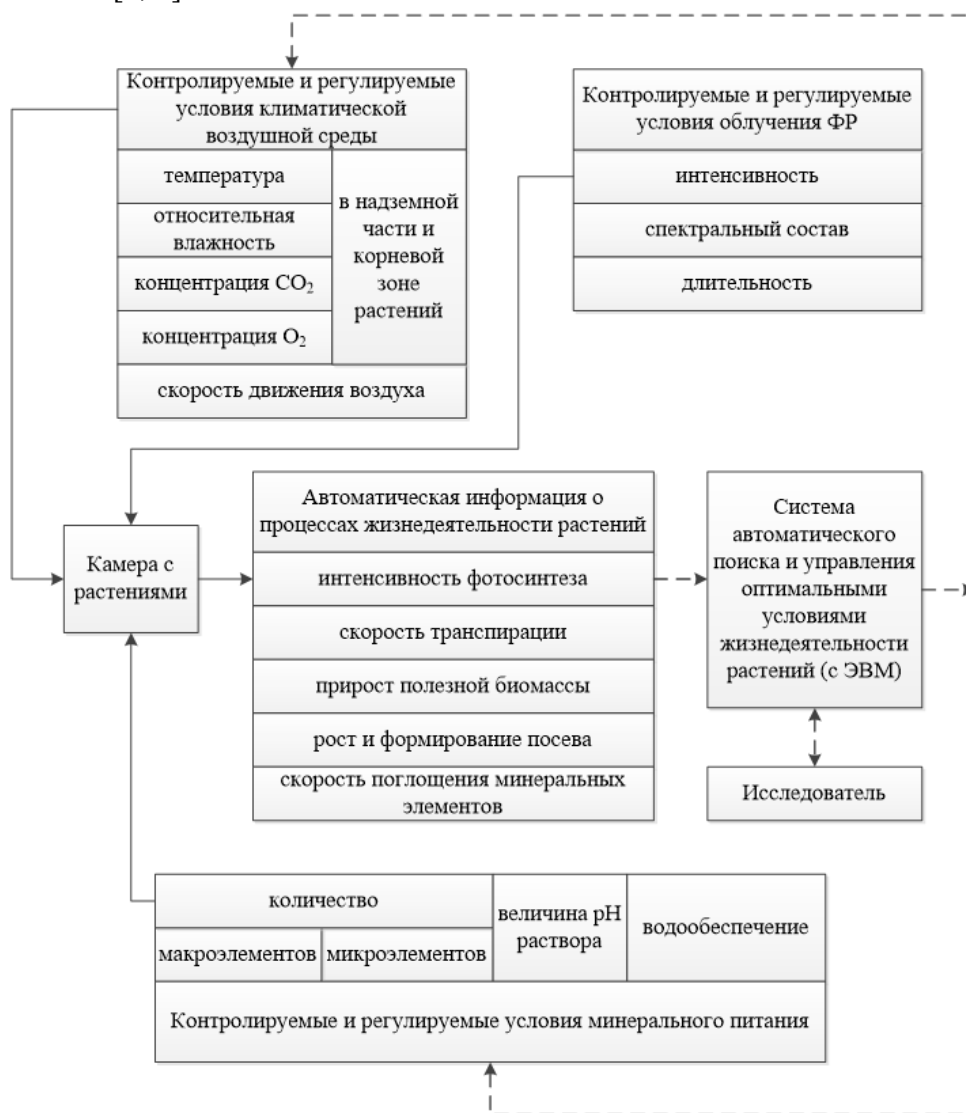 Контролируемые и регулируемые
условия климатической
воздушной среды
температура
относительная
влажность
концентрация CO₂
концентрация O₂
в надземной
части и
корневой
зоне
растений
скорость движения воздуха
Контролируемые и регулируемые
условия облучения ФР
интенсивность
спектральный состав
длительность
Камера с
растениями
Автоматическая информация о
процессах жизнедеятельности растений
интенсивность фотосинтеза
скорость транспирации
прирост полезной биомассы
рост и формирование посева
скорость поглощения минеральных
элементов
Система
автоматического
поиска и управления
оптимальными
условиями
жизнедеятельности
растений (с ЭВМ)
Исследователь
количество
макроэлементов
микроэлементов
величина pH
раствора
водообеспечение
Контролируемые и регулируемые условия минерального питания